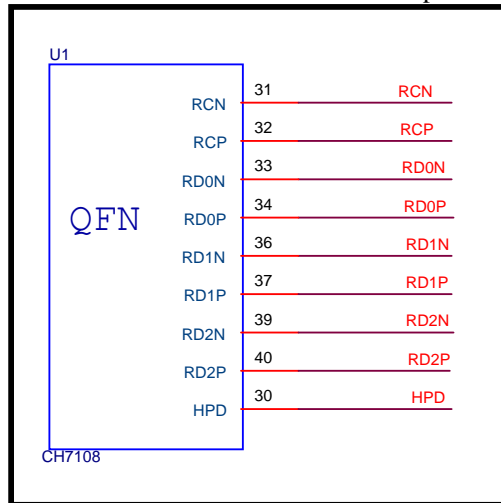 U1
31 RCN
RCN
32 RCP
RCP
33 RD0N
RD0N
34 RD0P
QFN RD0P
36 RD1N
RD1N
37 RD1P
RD1P
39 RD2N
RD2N
40 RD2P
RD2P
30 HPD
HPD
CH7108